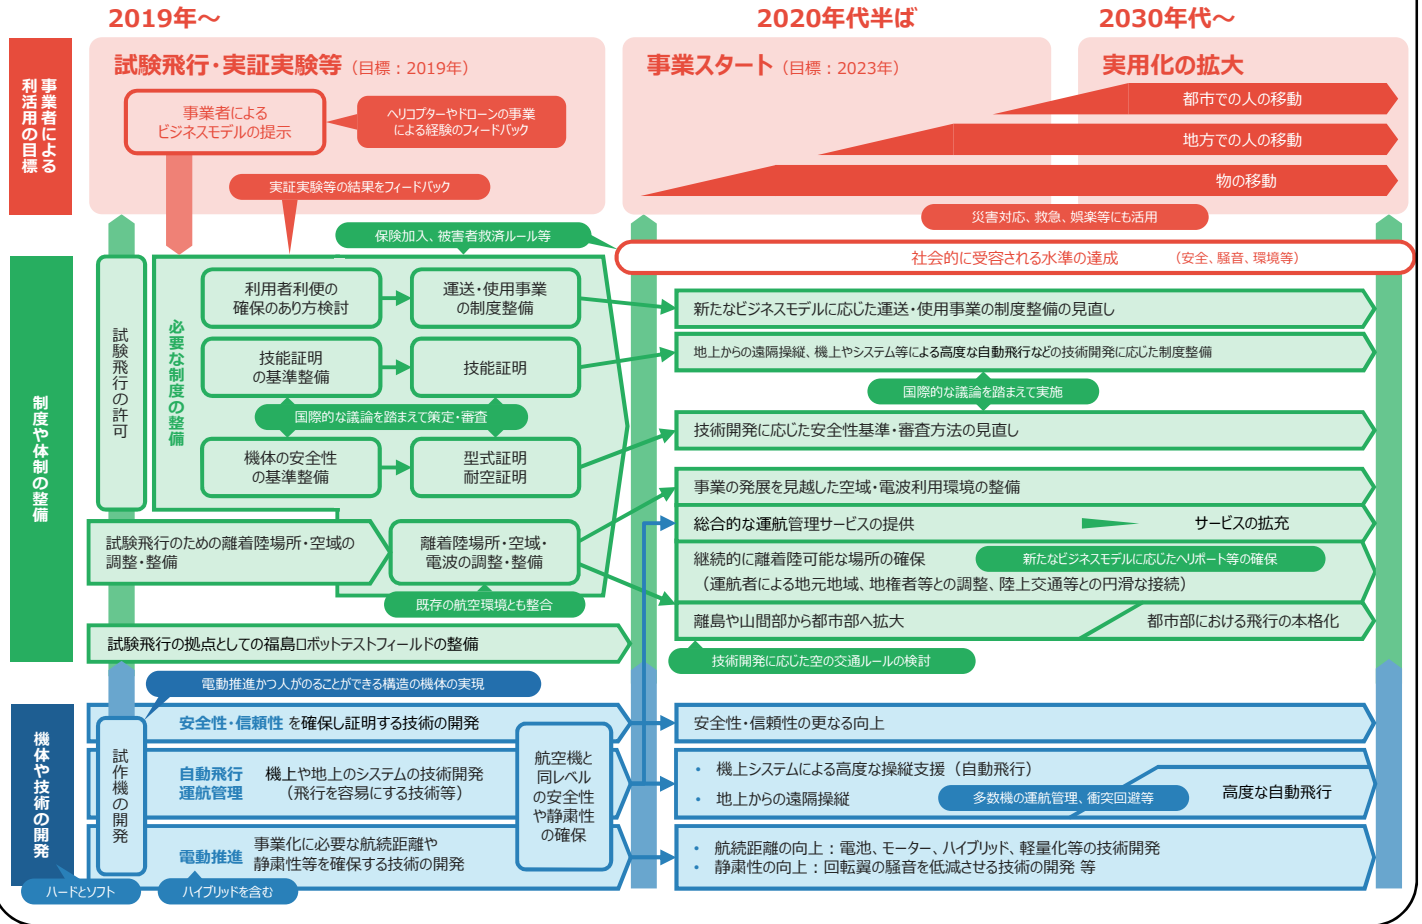 2019年～
2020年代半ば
2030年代～
事業者による
利活用の目標
試験飛行・実証実験等（目標：2019年）
事業者による
ビジネスモデルの提示
ヘリコプターやドローンの事業
による経験のフィードバック
実証実験等の結果をフィードバック
事業スタート（目標：2023年）
実用化の拡大
都市での人の移動
地方での人の移動
物の移動
災害対応、救急、娯楽等にも活用
保険加入、被害者救済ルール等
社会的に受容される水準の達成 （安全、騒音、環境等）
制度や体制の整備
試験飛行の許可
必要な制度の整備
利用者利便の
確保のあり方検討
運送・使用事業
の制度整備
技能証明
の基準整備
技能証明
国際的な議論を踏まえて策定・審査
機体の安全性
の基準整備
型式証明
耐空証明
試験飛行のための離着陸場所・空域の
調整・整備
離着陸場所・空域・
電波の調整・整備
既存の航空環境とも整合
試験飛行の拠点としての福島ロボットテストフィールドの整備
新たなビジネスモデルに応じた運送・使用事業の制度整備の見直し
地上からの遠隔操縦、機上やシステム等による高度な自動飛行などの技術開発に応じた制度整備
国際的な議論を踏まえて実施
技術開発に応じた安全性基準・審査方法の見直し
事業の発展を見越した空域・電波利用環境の整備
総合的な運航管理サービスの提供
サービスの拡充
継続的に離着陸可能な場所の確保
新たなビジネスモデルに応じたヘリポート等の確保
（運航者による地元地域、地権者等との調整、陸上交通等との円滑な接続）
離島や山間部から都市部へ拡大
都市部における飛行の本格化
技術開発に応じた空の交通ルールの検討
機体や技術の開発
電動推進かつ人がのることができる構造の機体の実現
試作機の開発
安全性・信頼性 を確保し証明する技術の開発
自動飛行
運航管理
機上や地上のシステムの技術開発
（飛行を容易にする技術等）
電動推進
事業化に必要な航続距離や
静粛性等を確保する技術の開発
航空機と
同レベル
の安全性
や静粛性
の確保
ハードとソフト
ハイブリッドを含む
安全性・信頼性の更なる向上
・ 機上システムによる高度な操縦支援（自動飛行）
・ 地上からの遠隔操縦
多数機の運航管理、衝突回避等
高度な自動飛行
・ 航続距離の向上：電池、モーター、ハイブリッド、軽量化等の技術開発
・ 静粛性の向上：回転翼の騒音を低減させる技術の開発 等